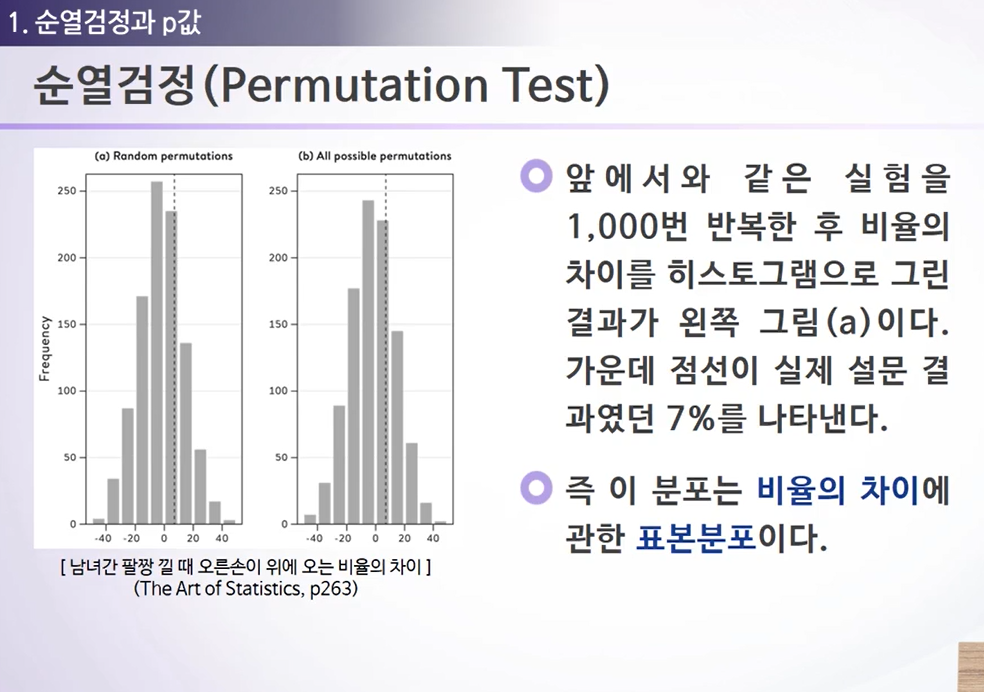 1. 순열검정과 p값
순열검정(Permutation Test)
(a) Random permutations
(b) All possible permutations
Frequency
250
200
150
100
50
0
-40 -20 0 20 40
250
200
150
100
50
0
-40 -20 0 20 40
[ 남녀간 팔짱 낄 때 오른손이 위에 오는 비율의 차이 ]
(The Art of Statistics, p263)
앞에서와 같은 실험을
1,000번 반복한 후 비율의
차이를 히스토그램으로 그린
결과가 왼쪽 그림(a)이다.
가운데 점선이 실제 설문 결
과였던 7%를 나타낸다.
즉 이 분포는 비율의 차이에
관한 표본분포이다.